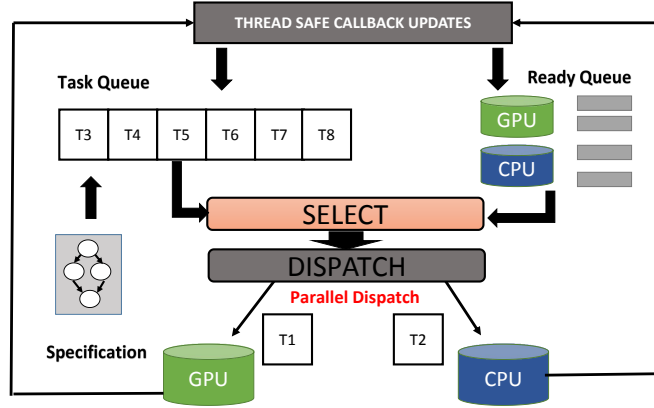 THREAD SAFE CALLBACK UPDATES
Task Queue
Ready Queue
T3 T4 T5 T6 T7 T8
GPU
CPU
SELECT
DISPATCH
Parallel Dispatch
T1
T2
Specification
GPU
CPU